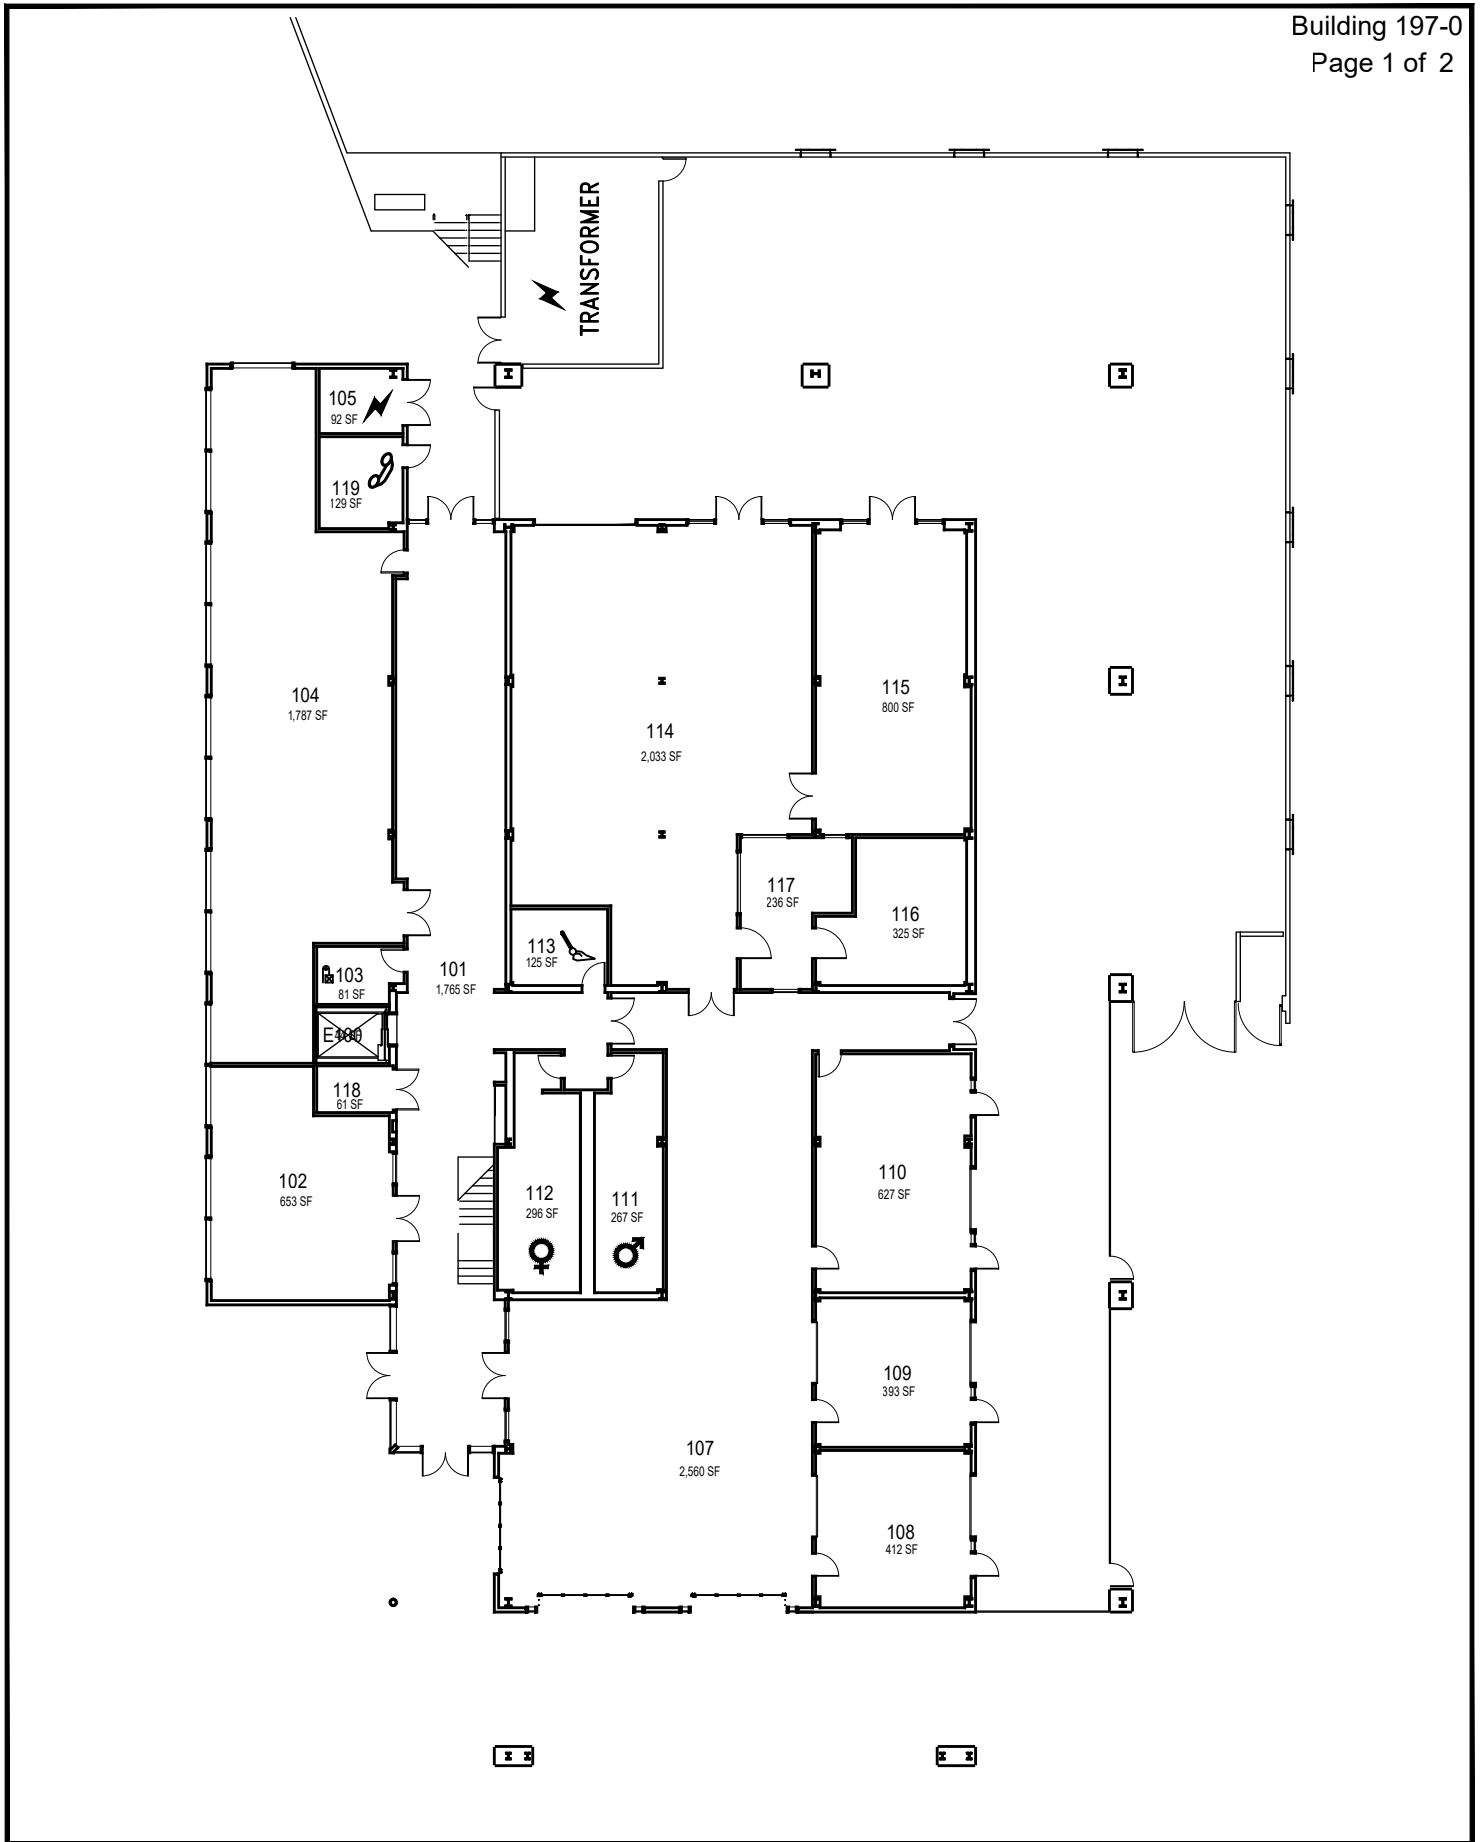 Building 197-0
Page 1 of 2
TRANSFORMER
105
92 SF
119
129 SF
104
1,787 SF
114
2,033 SF
115
800 SF
117
236 SF
116
325 SF
113
125 SF
103
81 SF
101
1,765 SF
118
61 SF
102
653 SF
112
296 SF
111
267 SF
110
627 SF
109
393 SF
107
2,560 SF
108
412 SF